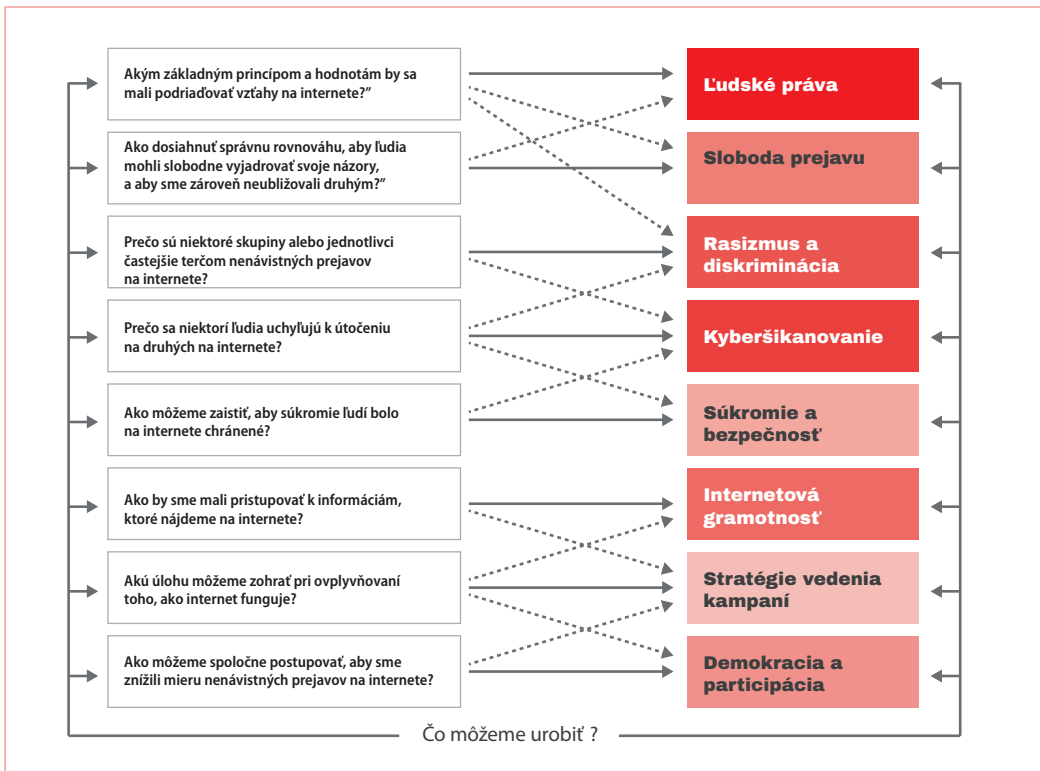 Akým základným princípom a hodnotám by sa
mali podriaďovať vzťahy na internete?”
Ľudské práva
Ako dosiahnuť správnu rovnováhu, aby ľudia
mohli slobodne vyjadrovať svoje názory,
a aby sme zároveň neubližovali druhým?”
Sloboda prejavu
Prečo sú niektoré skupiny alebo jednotlivci
častejšie terčom nenávistných prejavov
na internete?
Rasizmus a
diskriminácia
Prečo sa niektorí ľudia uchyľujú k útočeniu
na druhých na internete?
Kyberšikanovanie
Ako môžeme zaistiť, aby súkromie ľudí bolo
na internete chránené?
Súkromie a
bezpečnosť
Ako by sme mali pristupovať k informáciám,
ktoré nájdeme na internete?
Internetová
gramotnosť
Akú úlohu môžeme zohrať pri ovplyvňovaní
toho, ako internet funguje?
Stratégie vedenia
kampaní
Ako môžeme spoločne postupovať, aby sme
znížili mieru nenávistných prejavov na internete?
Demokracia a
participácia
Čo môžeme urobiť ?